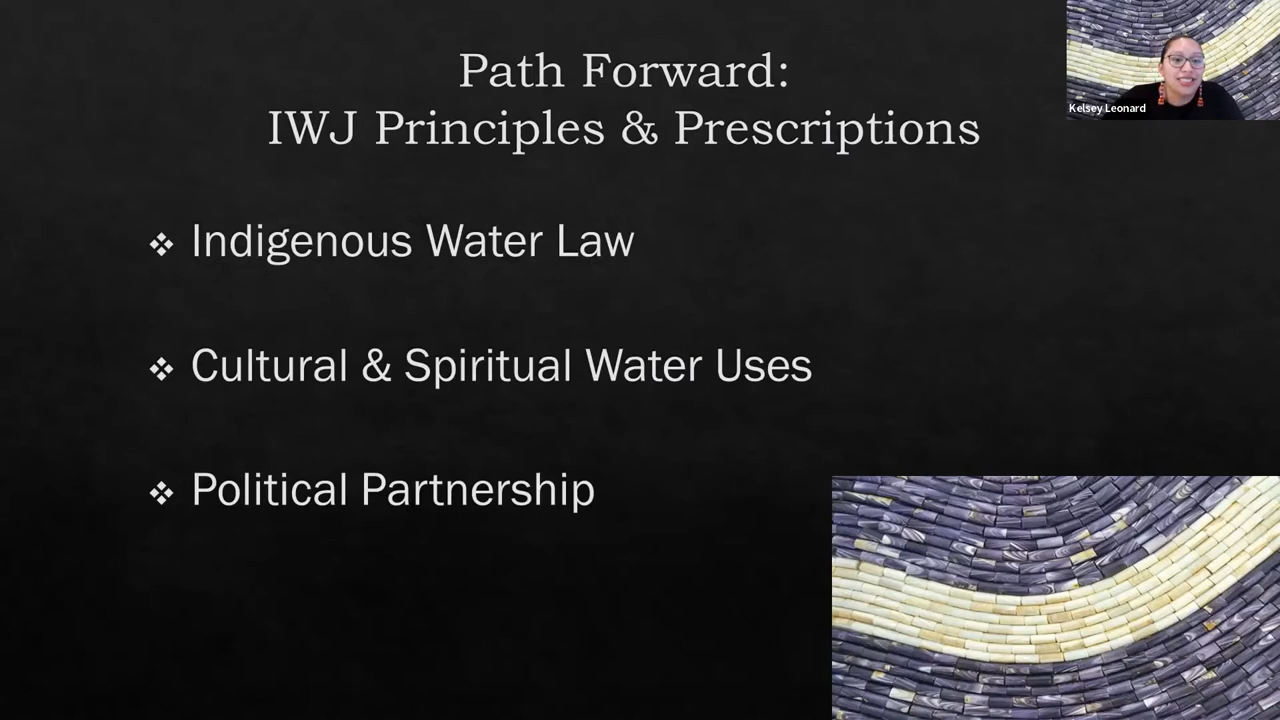 Path Forward:
IWJ Principles & Prescriptions
Kelsey Leonard
❖ Indigenous Water Law
❖ Cultural & Spiritual Water Uses
❖ Political Partnership